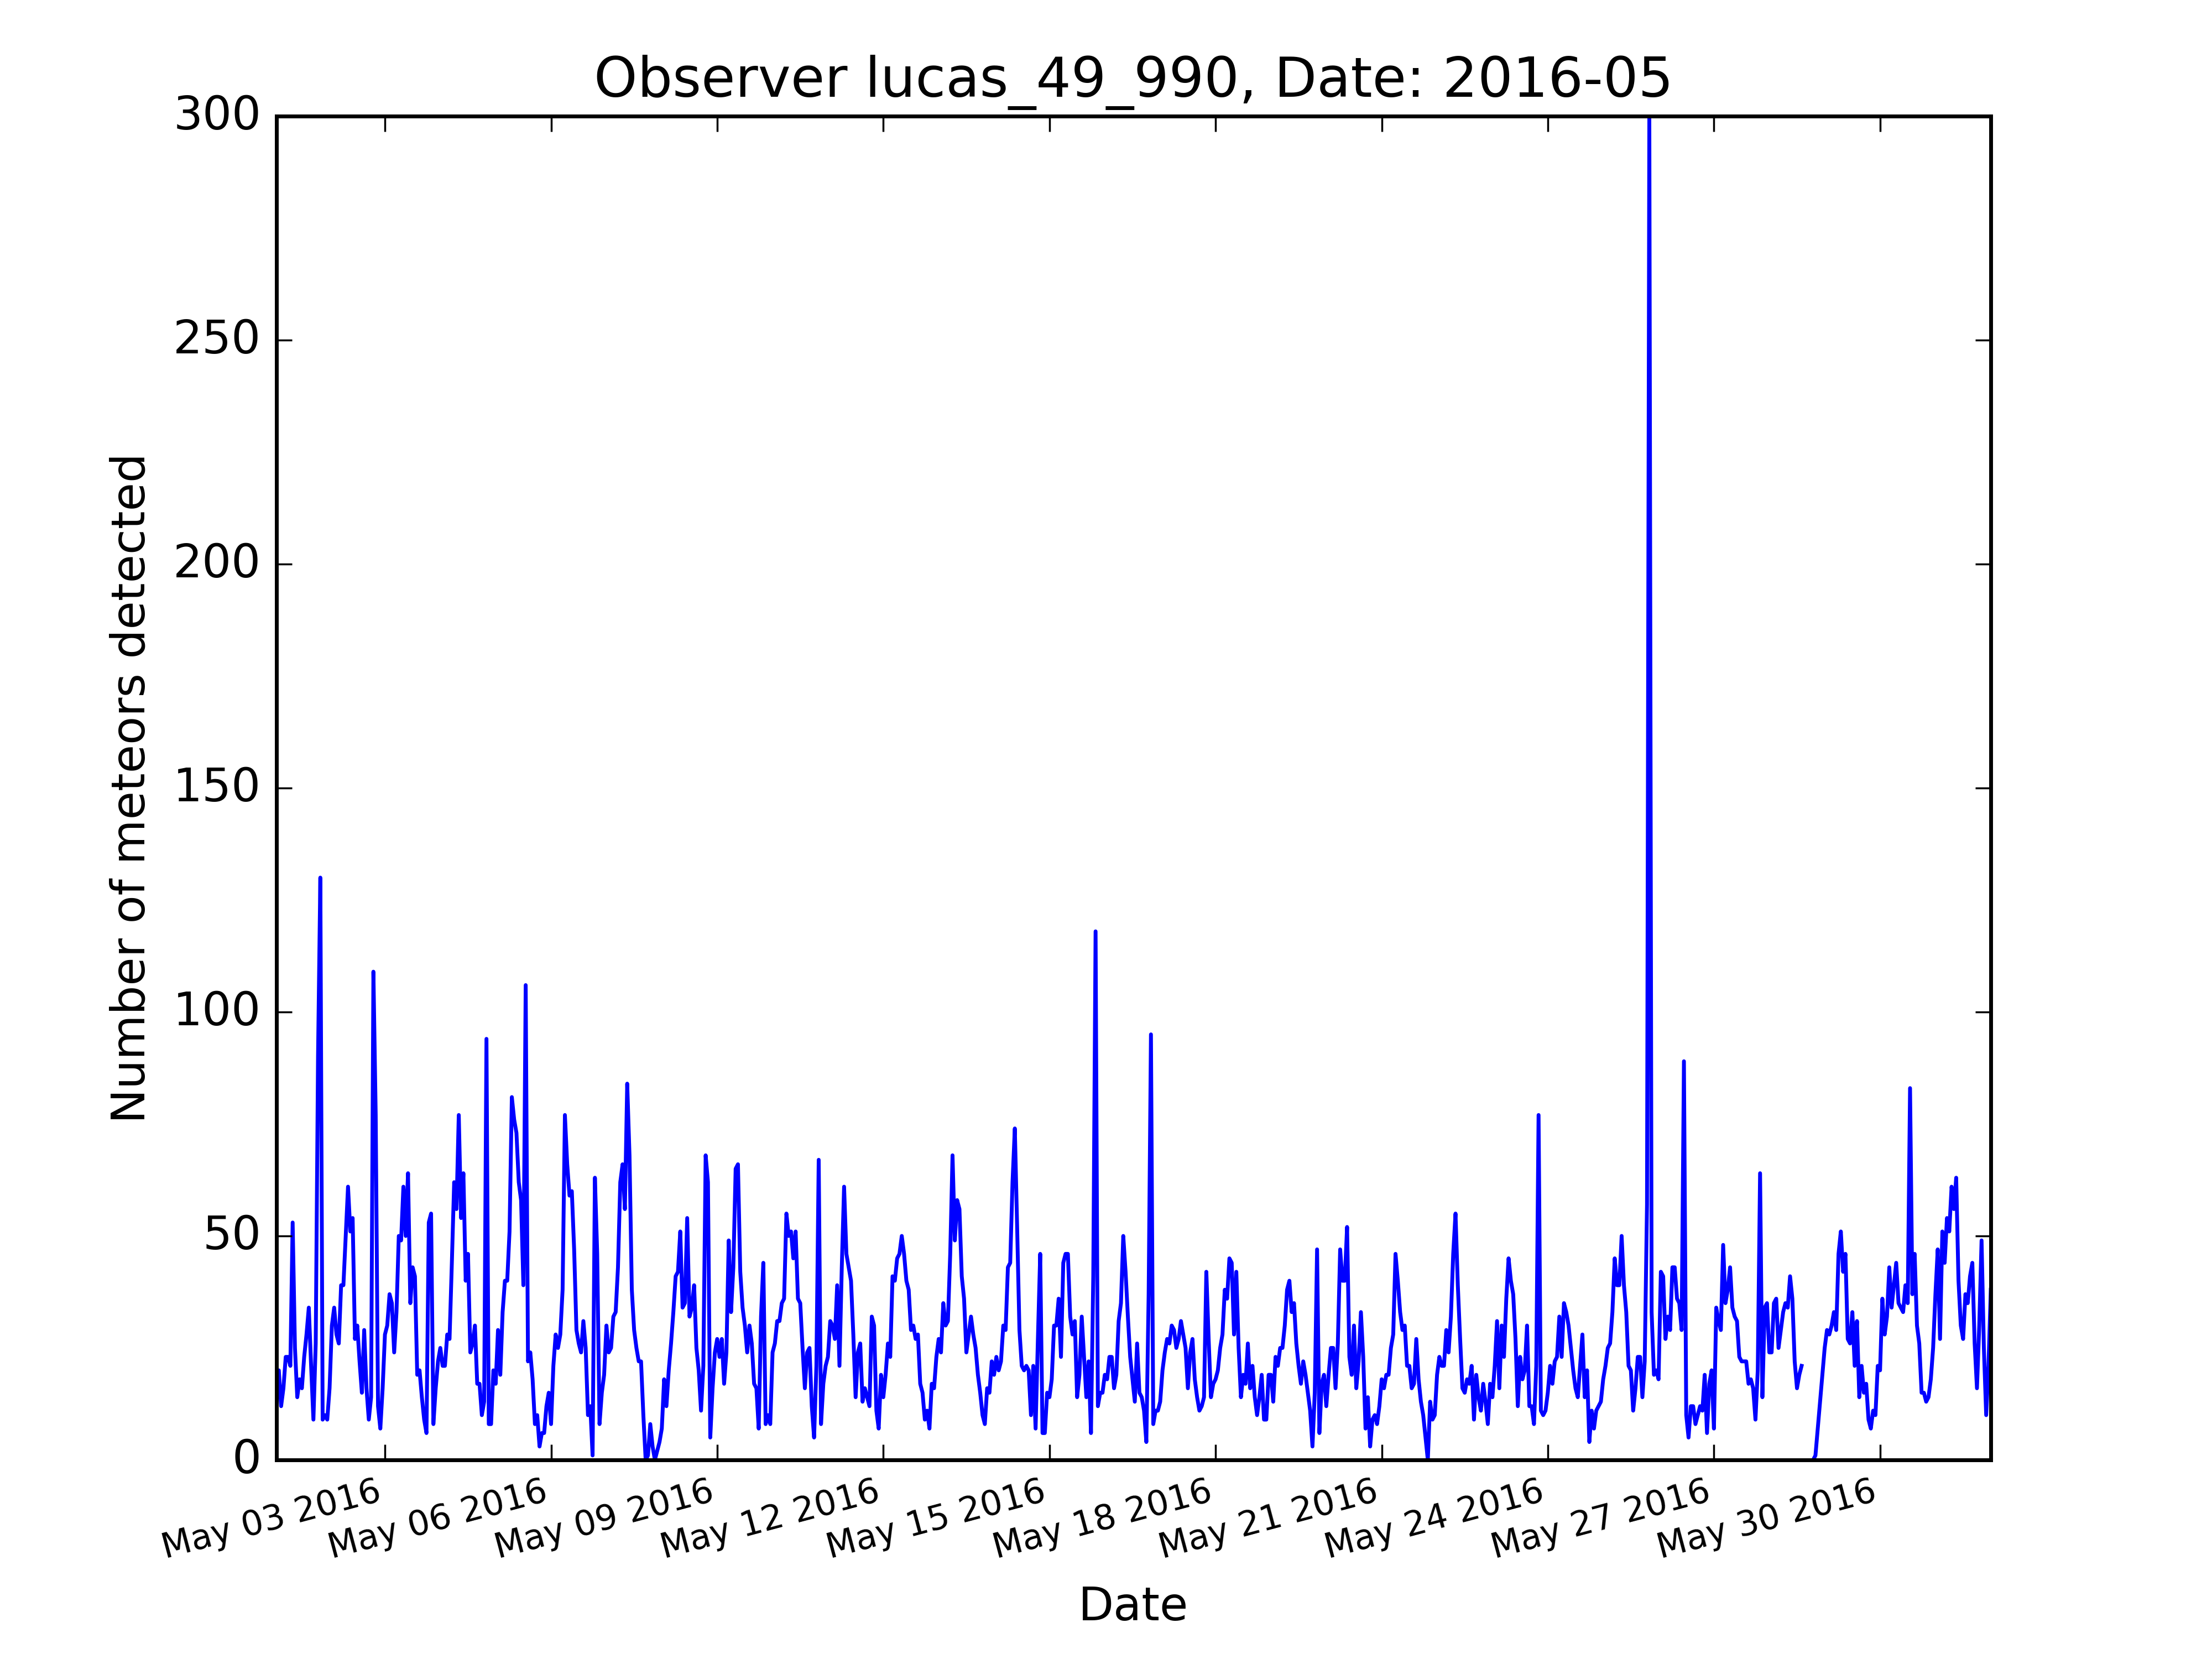 Observer lucas_49_990, Date: 2016-05
Number of meteors detected
300
250
200
150
100
50
0
May 03 2016
May 06 2016
May 09 2016
May 12 2016
May 15 2016
May 18 2016
May 21 2016
May 24 2016
May 27 2016
May 30 2016
Date